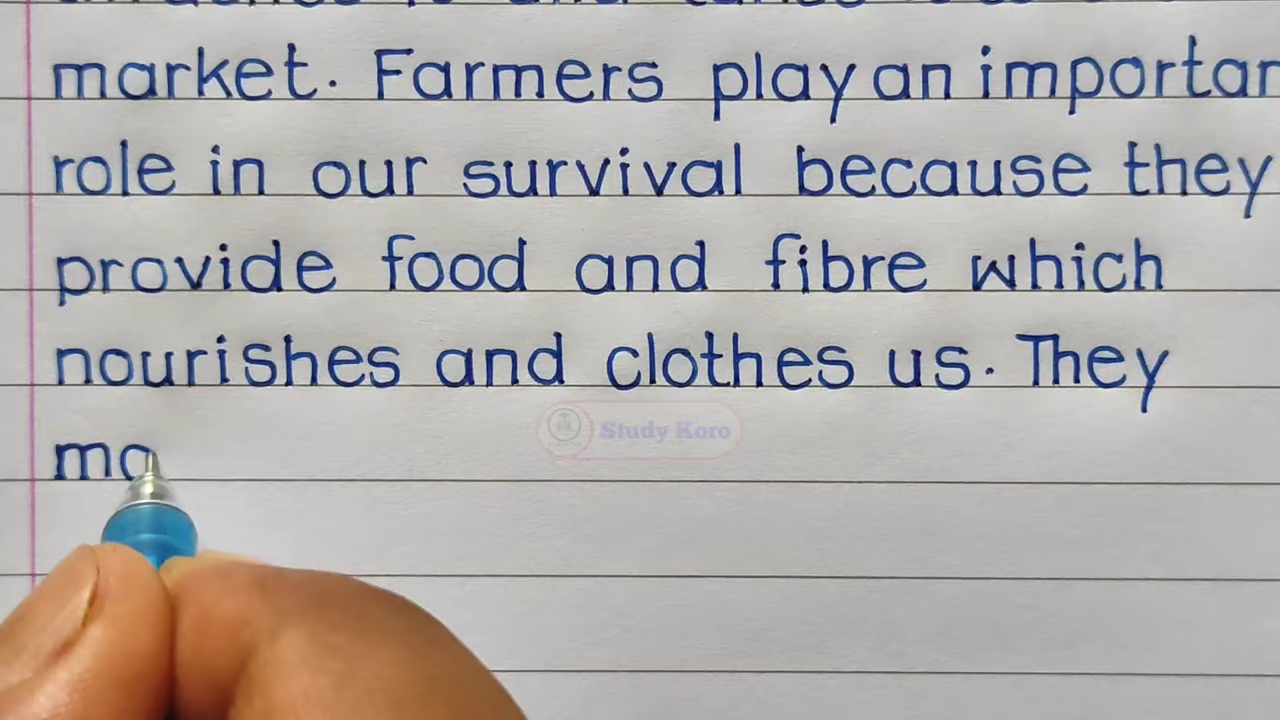 market. Farmers play an importan
role in our survival because they
provide food and fibre which
nourishes and clothes us. They
Study Koro
ma